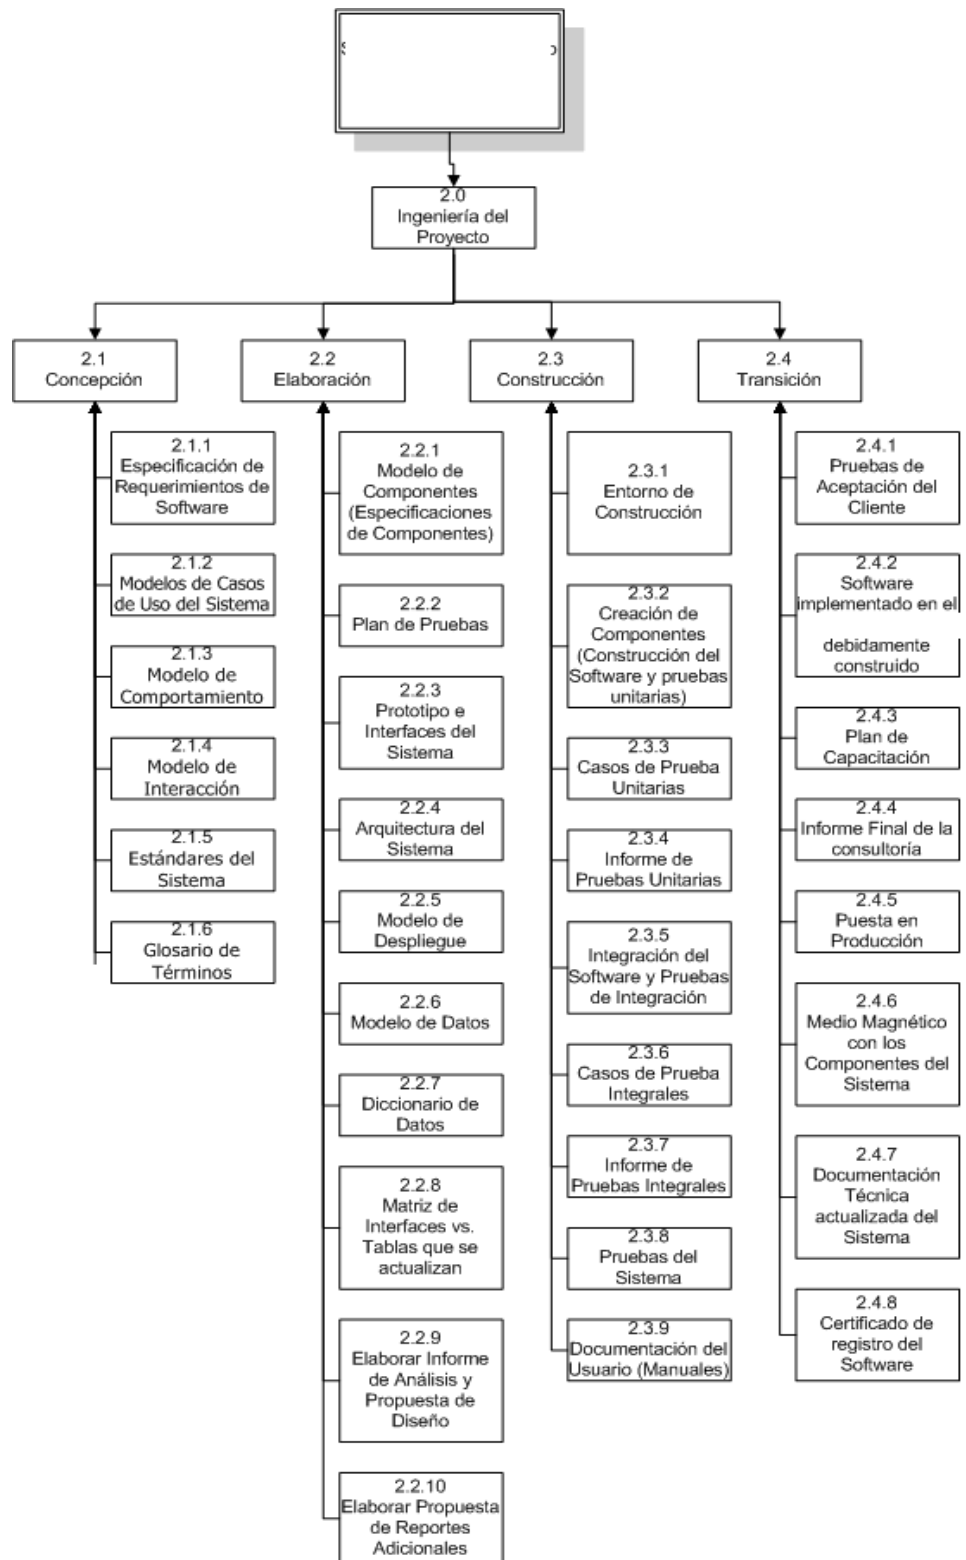 2.0
Ingeniería del
Proyecto
2.1
Concepción
2.2
Elaboración
2.3
Construcción
2.4
Transición
2.1.1
Especificación de
Requerimientos de
Software
2.1.2
Modelos de Casos
de Uso del Sistema
2.1.3
Modelo de
Comportamiento
2.1.4
Modelo de
Interacción
2.1.5
Estándares del
Sistema
2.1.6
Glosario de
Términos
2.2.1
Modelo de
Componentes
(Especificaciones
de Componentes)
2.2.2
Plan de Pruebas
2.2.3
Prototipo e
Interfaces del
Sistema
2.2.4
Arquitectura del
Sistema
2.2.5
Modelo de
Despliegue
2.2.6
Modelo de Datos
2.2.7
Diccionario de
Datos
2.2.8
Matriz de
Interfaces vs.
Tablas que se
actualizan
2.2.9
Elaborar Informe
de Análisis y
Propuesta de
Diseño
2.2.10
Elaborar Propuesta
de Reportes
Adicionales
2.3.1
Entorno de
Construcción
2.3.2
Creación de
Componentes
(Construcción del
Software y pruebas
unitarias)
2.3.3
Casos de Prueba
Unitarias
2.3.4
Informe de
Pruebas Unitarias
2.3.5
Integración del
Software y Pruebas
de Integración
2.3.6
Casos de Prueba
Integrales
2.3.7
Informe de
Pruebas Integrales
2.3.8
Pruebas del
Sistema
2.3.9
Documentación del
Usuario (Manuales)
2.4.1
Pruebas de
Aceptación del
Cliente
2.4.2
Software
implementado en el
debidamente
construido
2.4.3
Plan de
Capacitación
2.4.4
Informe Final de la
consultoría
2.4.5
Puesta en
Producción
2.4.6
Medio Magnético
con los
Componentes del
Sistema
2.4.7
Documentación
Técnica
actualizada del
Sistema
2.4.8
Certificado de
registro del
Software